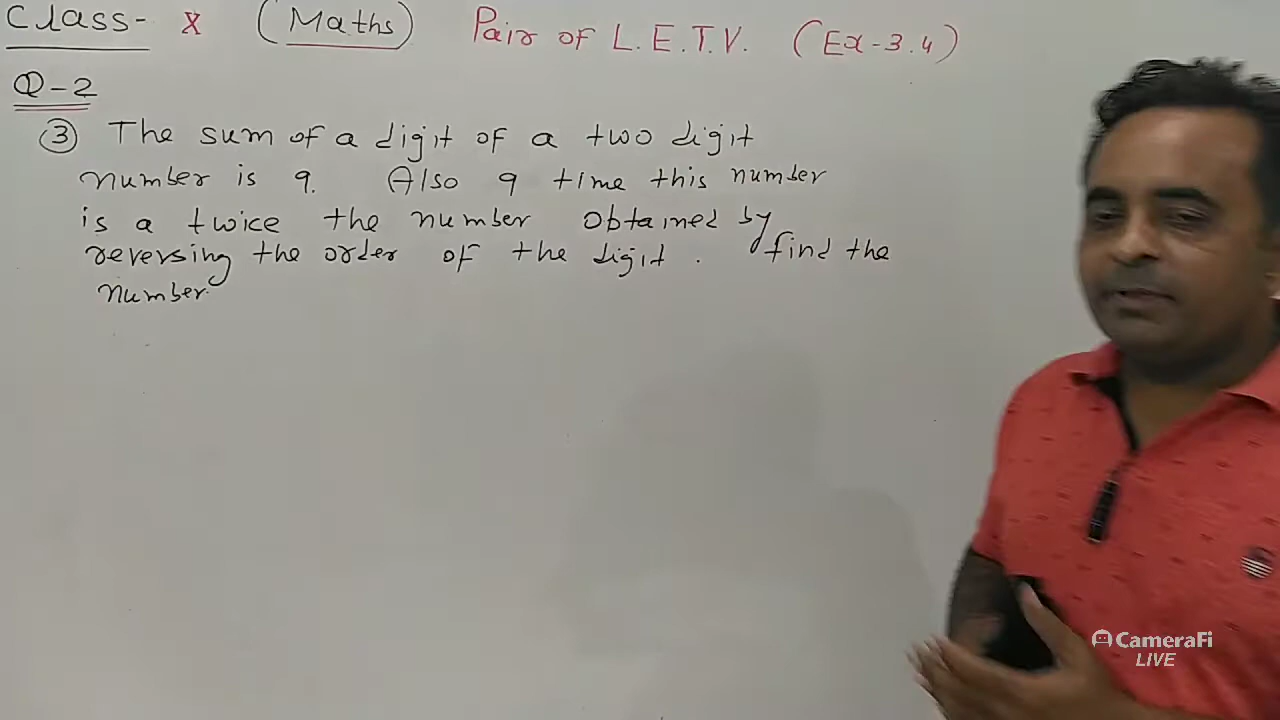 Class- X (Maths) Pair of L.E.T.V. (Ex-3.4)
Q-2
③ The sum of a digit of a two digit
number is 9. Also 9 time this number
is a twice the number obtained by
reversing the order of the digit. find the
number.
CameraFi
LIVE